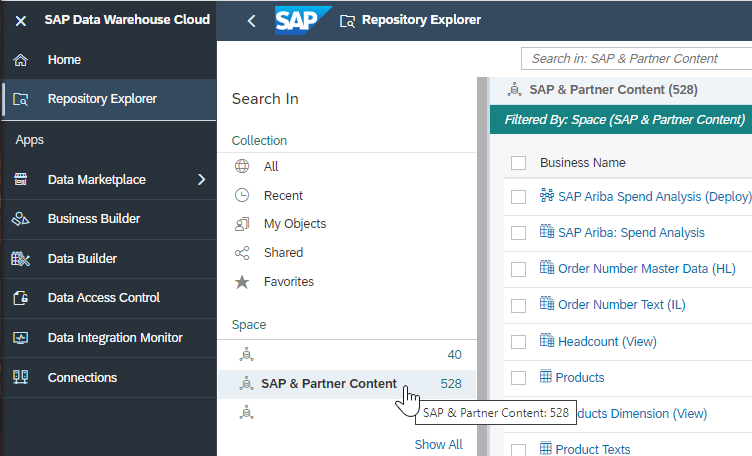 SAP Data Warehouse Cloud
Home
Repository Explorer
Apps
Data Marketplace
Business Builder
Data Builder
Data Access Control
Data Integration Monitor
Connections
SAP Repository Explorer
Search in: SAP & Partner Content
Search In
Collection
All
Recent
My Objects
Shared
Favorites
Space
40
SAP & Partner Content 528
SAP & Partner Content: 528
Show All
SAP & Partner Content (528)
Filtered By: Space (SAP & Partner Content)
Business Name
SAP Ariba Spend Analysis (Deploy)
SAP Ariba: Spend Analysis
Order Number Master Data (HL)
Order Number Text (IL)
Headcount (View)
Products
ducts Dimension (View)
Product Texts